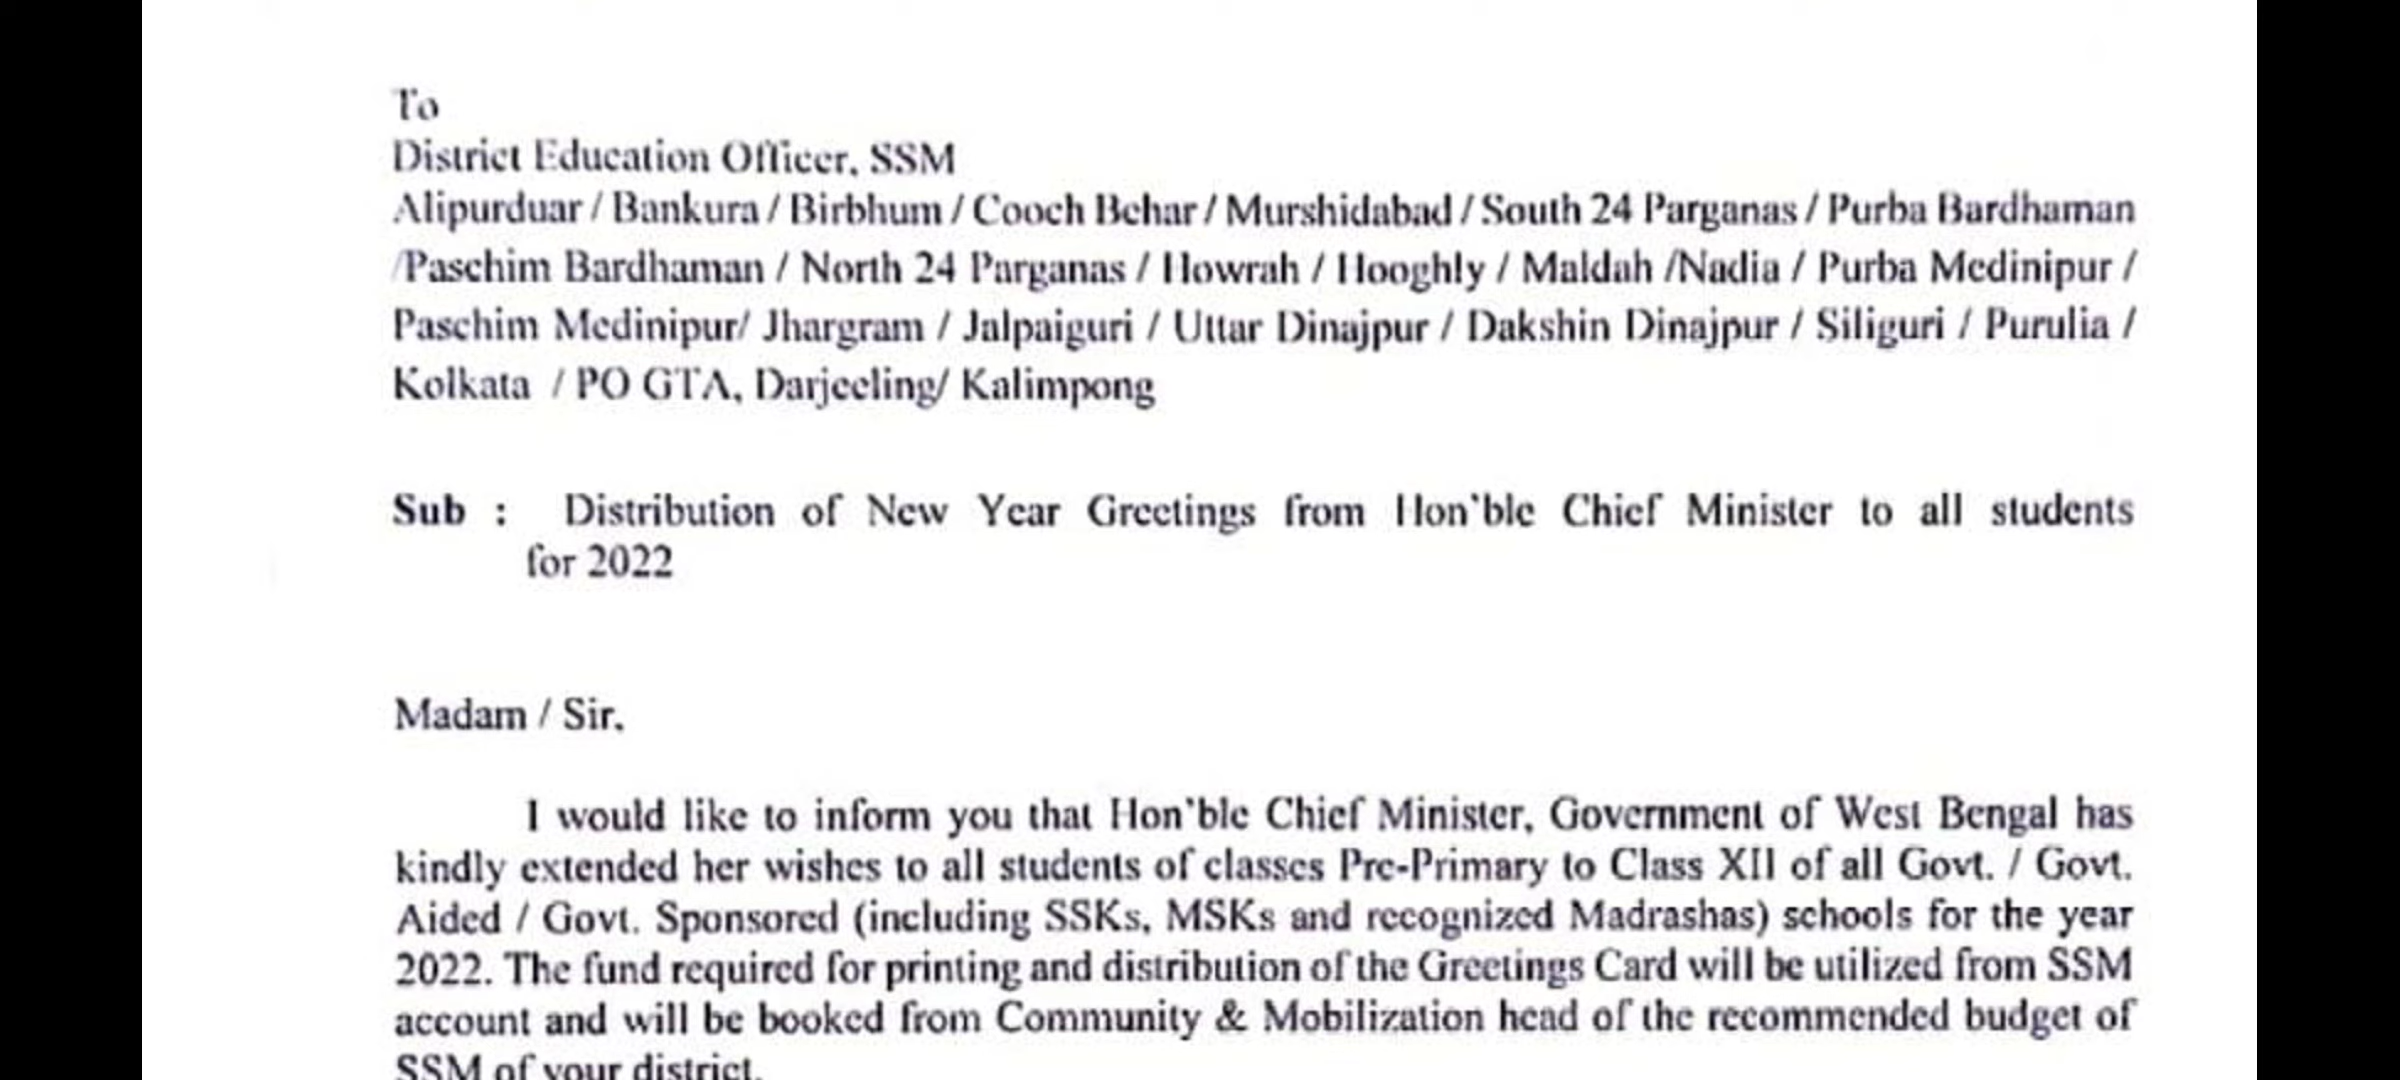 To
District Education Officer, SSM
Alipurduar / Bankura / Birbhum / Cooch Behar / Murshidabad / South 24 Parganas / Purba Bardhaman
/Paschim Bardhaman / North 24 Parganas / Howrah / Hooghly / Maldah /Nadia / Purba Medinipur /
Paschim Medinipur/ Jhargram / Jalpaiguri / Uttar Dinajpur / Dakshin Dinajpur / Siliguri / Purulia /
Kolkata / PO GTA, Darjeeling/ Kalimpong
Sub : Distribution of New Year Greetings from Hon'ble Chief Minister to all students
for 2022
Madam / Sir,
I would like to inform you that Hon'ble Chief Minister, Government of West Bengal has
kindly extended her wishes to all students of classes Pre-Primary to Class XII of all Govt. / Govt.
Aided / Govt. Sponsored (including SSKs, MSKs and recognized Madrashas) schools for the year
2022. The fund required for printing and distribution of the Greetings Card will be utilized from SSM
account and will be booked from Community & Mobilization head of the recommended budget of
SSM of your district.